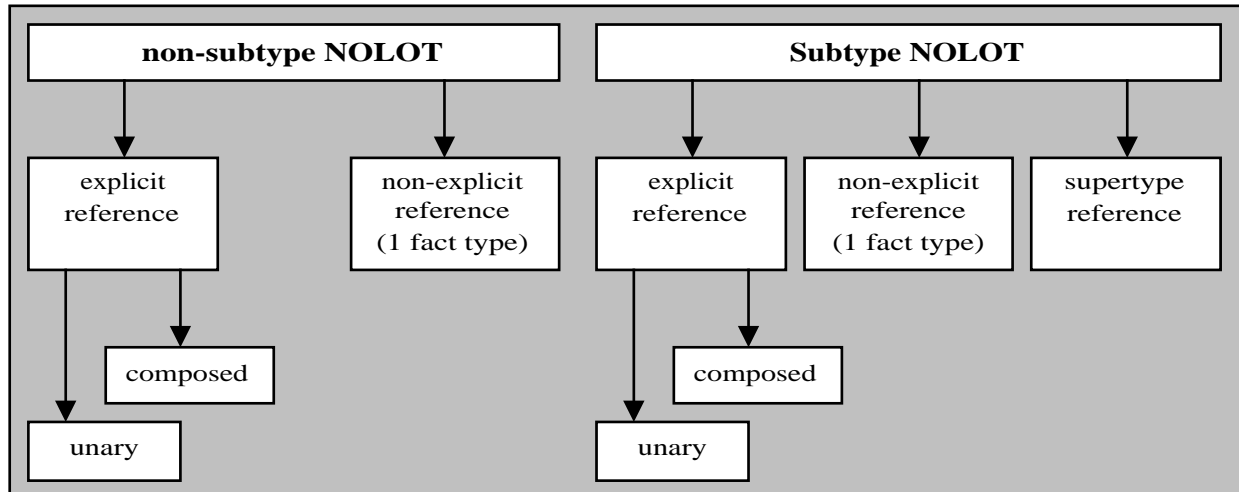 non-subtype NOLOT
Subtype NOLOT
explicit
reference
non-explicit
reference
(1 fact type)
explicit
reference
non-explicit
reference
(1 fact type)
supertype
reference
composed
composed
unary
unary